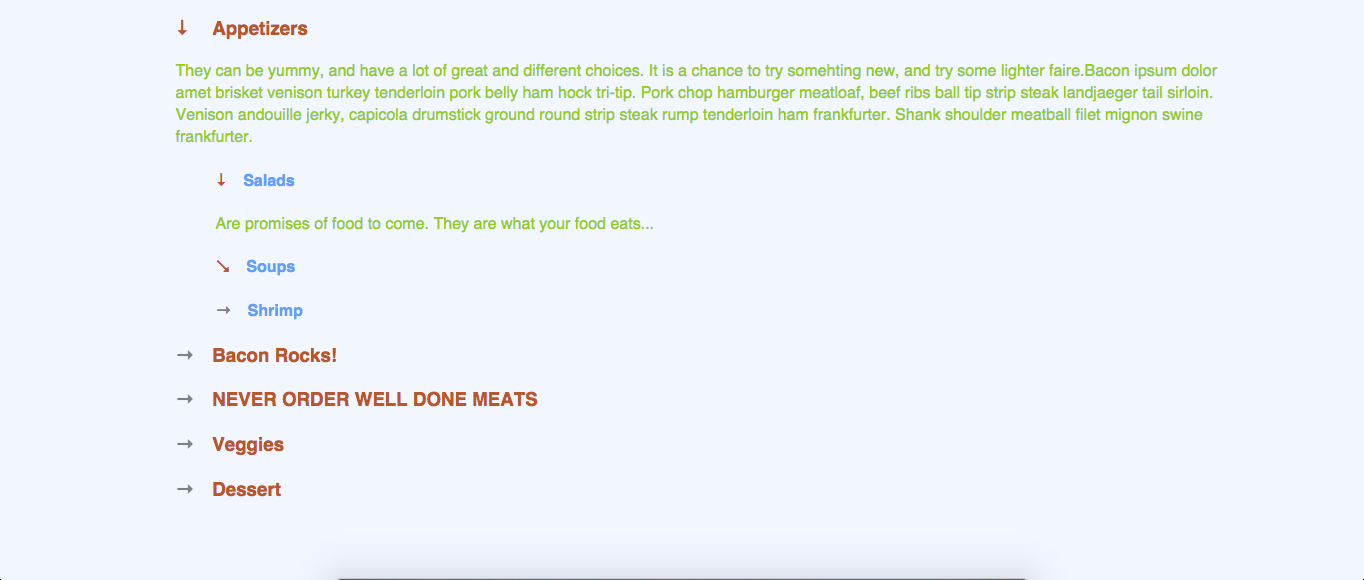 ↓ Appetizers
They can be yummy, and have a lot of great and different choices. It is a chance to try somehting new, and try some lighter faire.Bacon ipsum dolor
amet brisket venison turkey tenderloin pork belly ham hock tri-tip. Pork chop hamburger meatloaf, beef ribs ball tip strip steak landjaeger tail sirloin.
Venison andouille jerky, capicola drumstick ground round strip steak rump tenderloin ham frankfurter. Shank shoulder meatball filet mignon swine
frankfurter.
↓ Salads
Are promises of food to come. They are what your food eats...
↘ Soups
→ Shrimp
→ Bacon Rocks!
→ NEVER ORDER WELL DONE MEATS
→ Veggies
→ Dessert